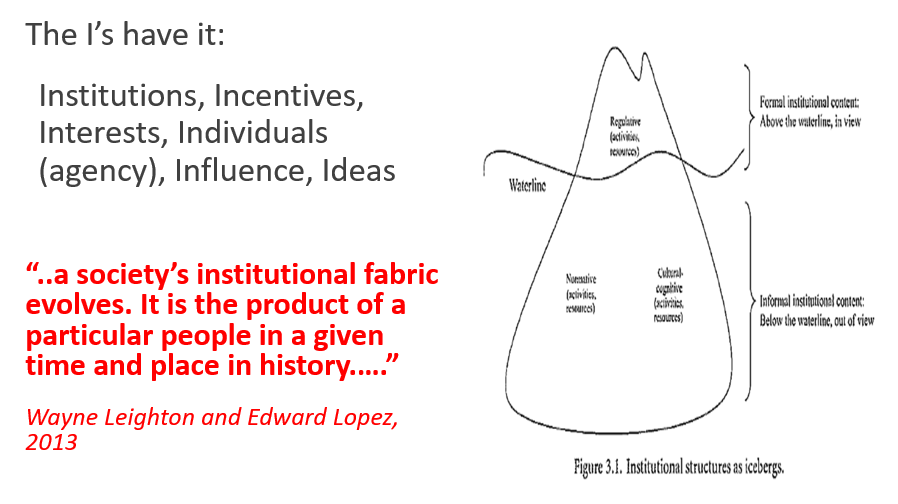 The I’s have it:
Institutions, Incentives,
Interests, Individuals
(agency), Influence, Ideas
“..a society’s institutional fabric
evolves. It is the product of a
particular people in a given
time and place in history…..”
Wayne Leighton and Edward Lopez,
2013
Regulative
(activities,
resources)
Formal institutional content:
Above the waterline, in view
Waterline
Normative
(activities,
resources)
Cultural-
cognitive
(activities,
resources)
Informal institutional content:
Below the waterline, out of view
Figure 3.1. Institutional structures as icebergs.